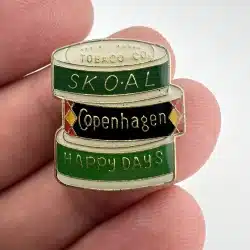 TOBACCO CO.
SKOAL
Copenhagen
HAPPY DAYS